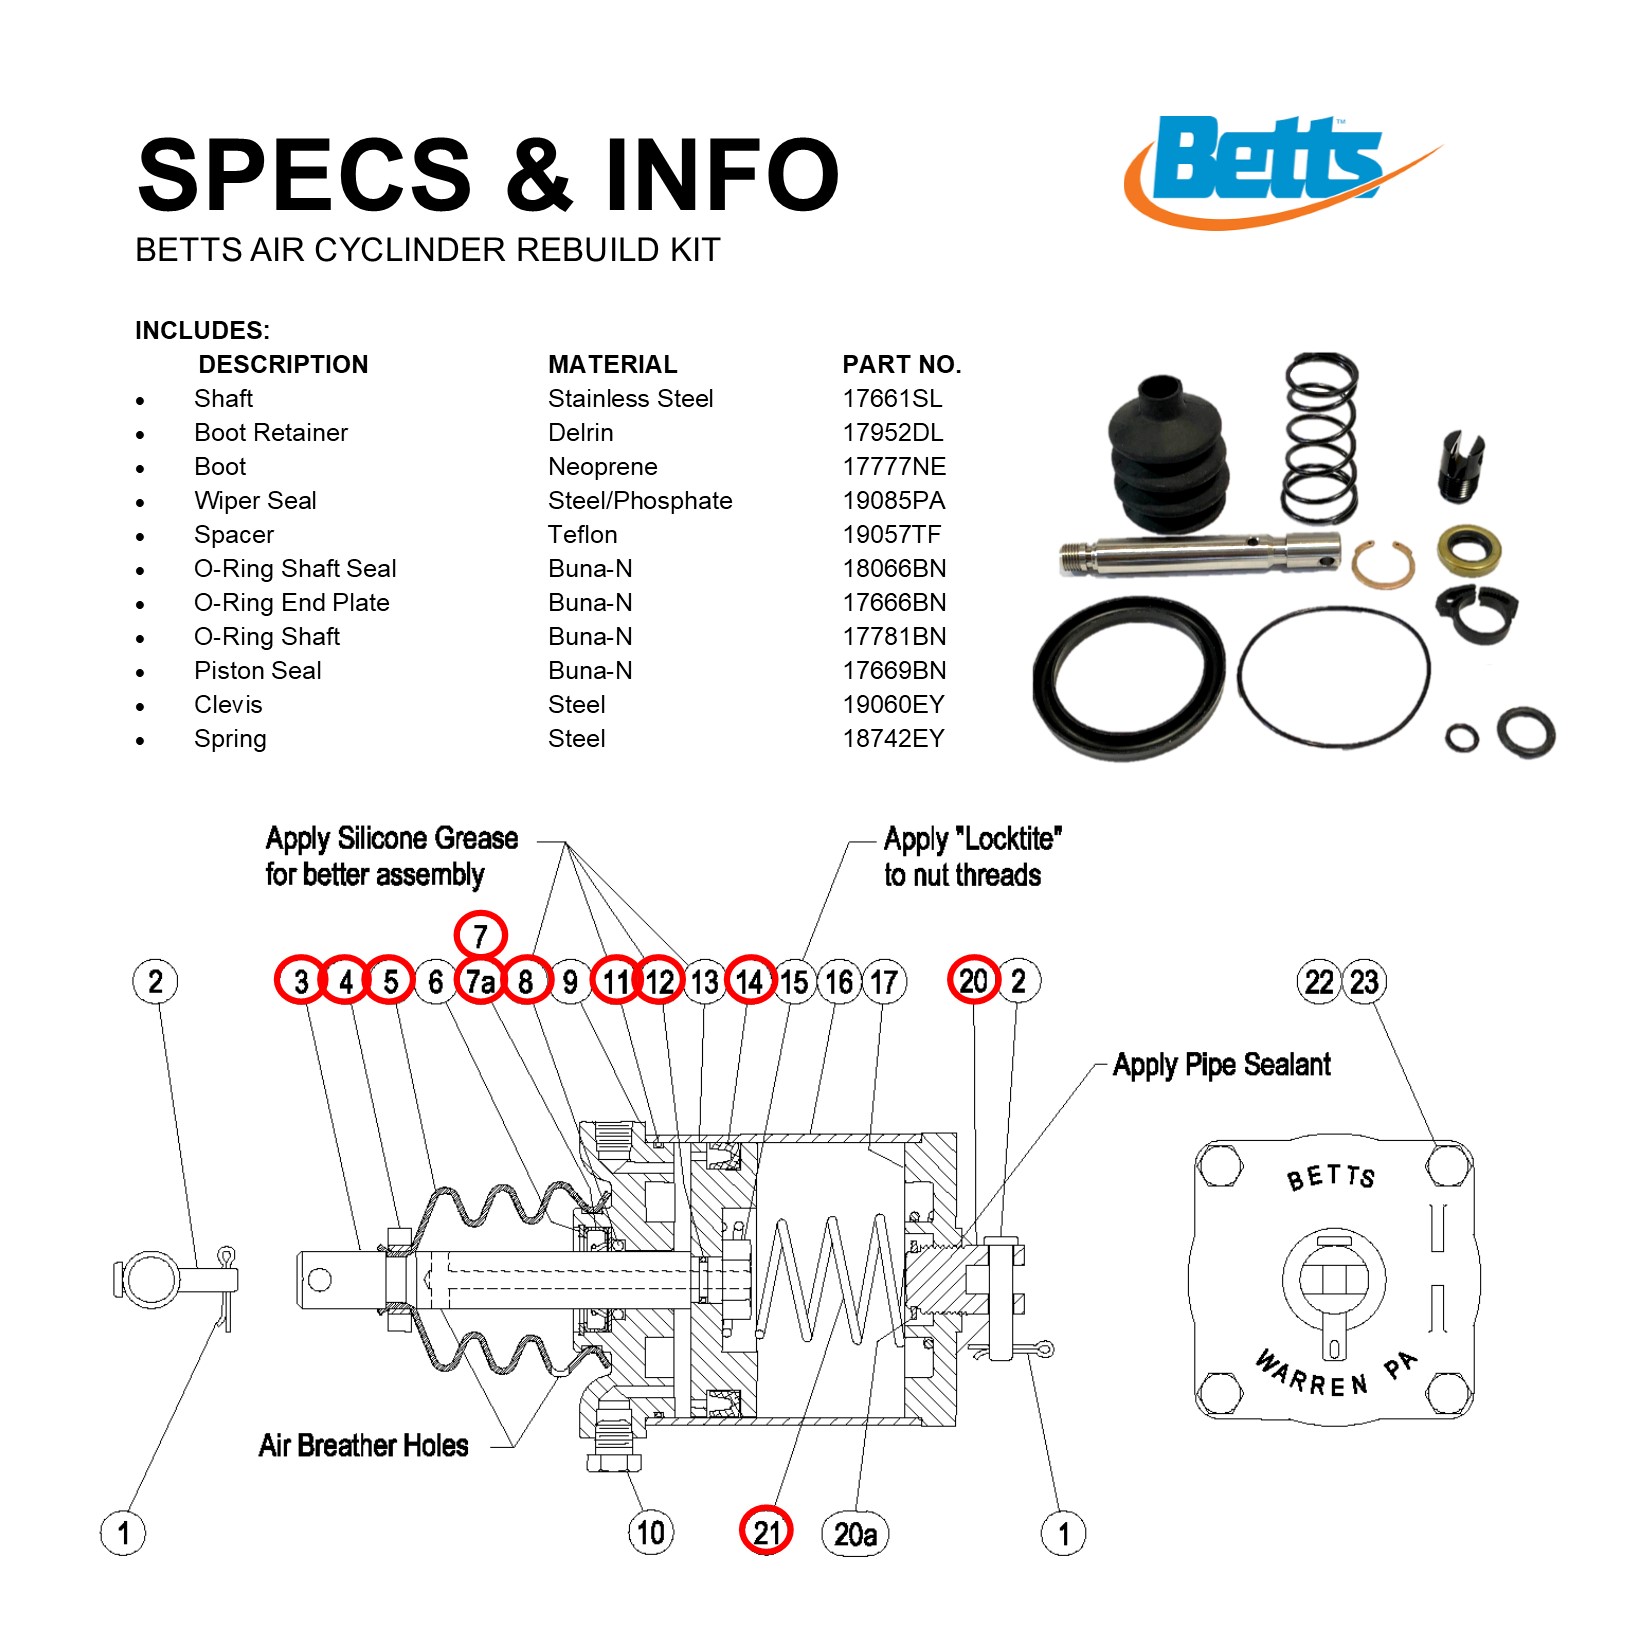 SPECS & INFO
BETTS AIR CYCLINDER REBUILD KIT
Betts™
INCLUDES:
DESCRIPTION MATERIAL PART NO.
• Shaft Stainless Steel 17661SL
• Boot Retainer Delrin 17952DL
• Boot Neoprene 17777NE
• Wiper Seal Steel/Phosphate 19085PA
• Spacer Teflon 19057TF
• O-Ring Shaft Seal Buna-N 18066BN
• O-Ring End Plate Buna-N 17666BN
• O-Ring Shaft Buna-N 17781BN
• Piston Seal Buna-N 17669BN
• Clevis Steel 19060EY
• Spring Steel 18742EY
Apply Silicone Grease
for better assembly
Apply "Locktite"
to nut threads
7
2 3 4 5 6 7a 8 9 11 12 13 14 15 16 17 20 2 22 23
Apply Pipe Sealant
BETTS
WARREN PA
Air Breather Holes
1 10 21 20a 1